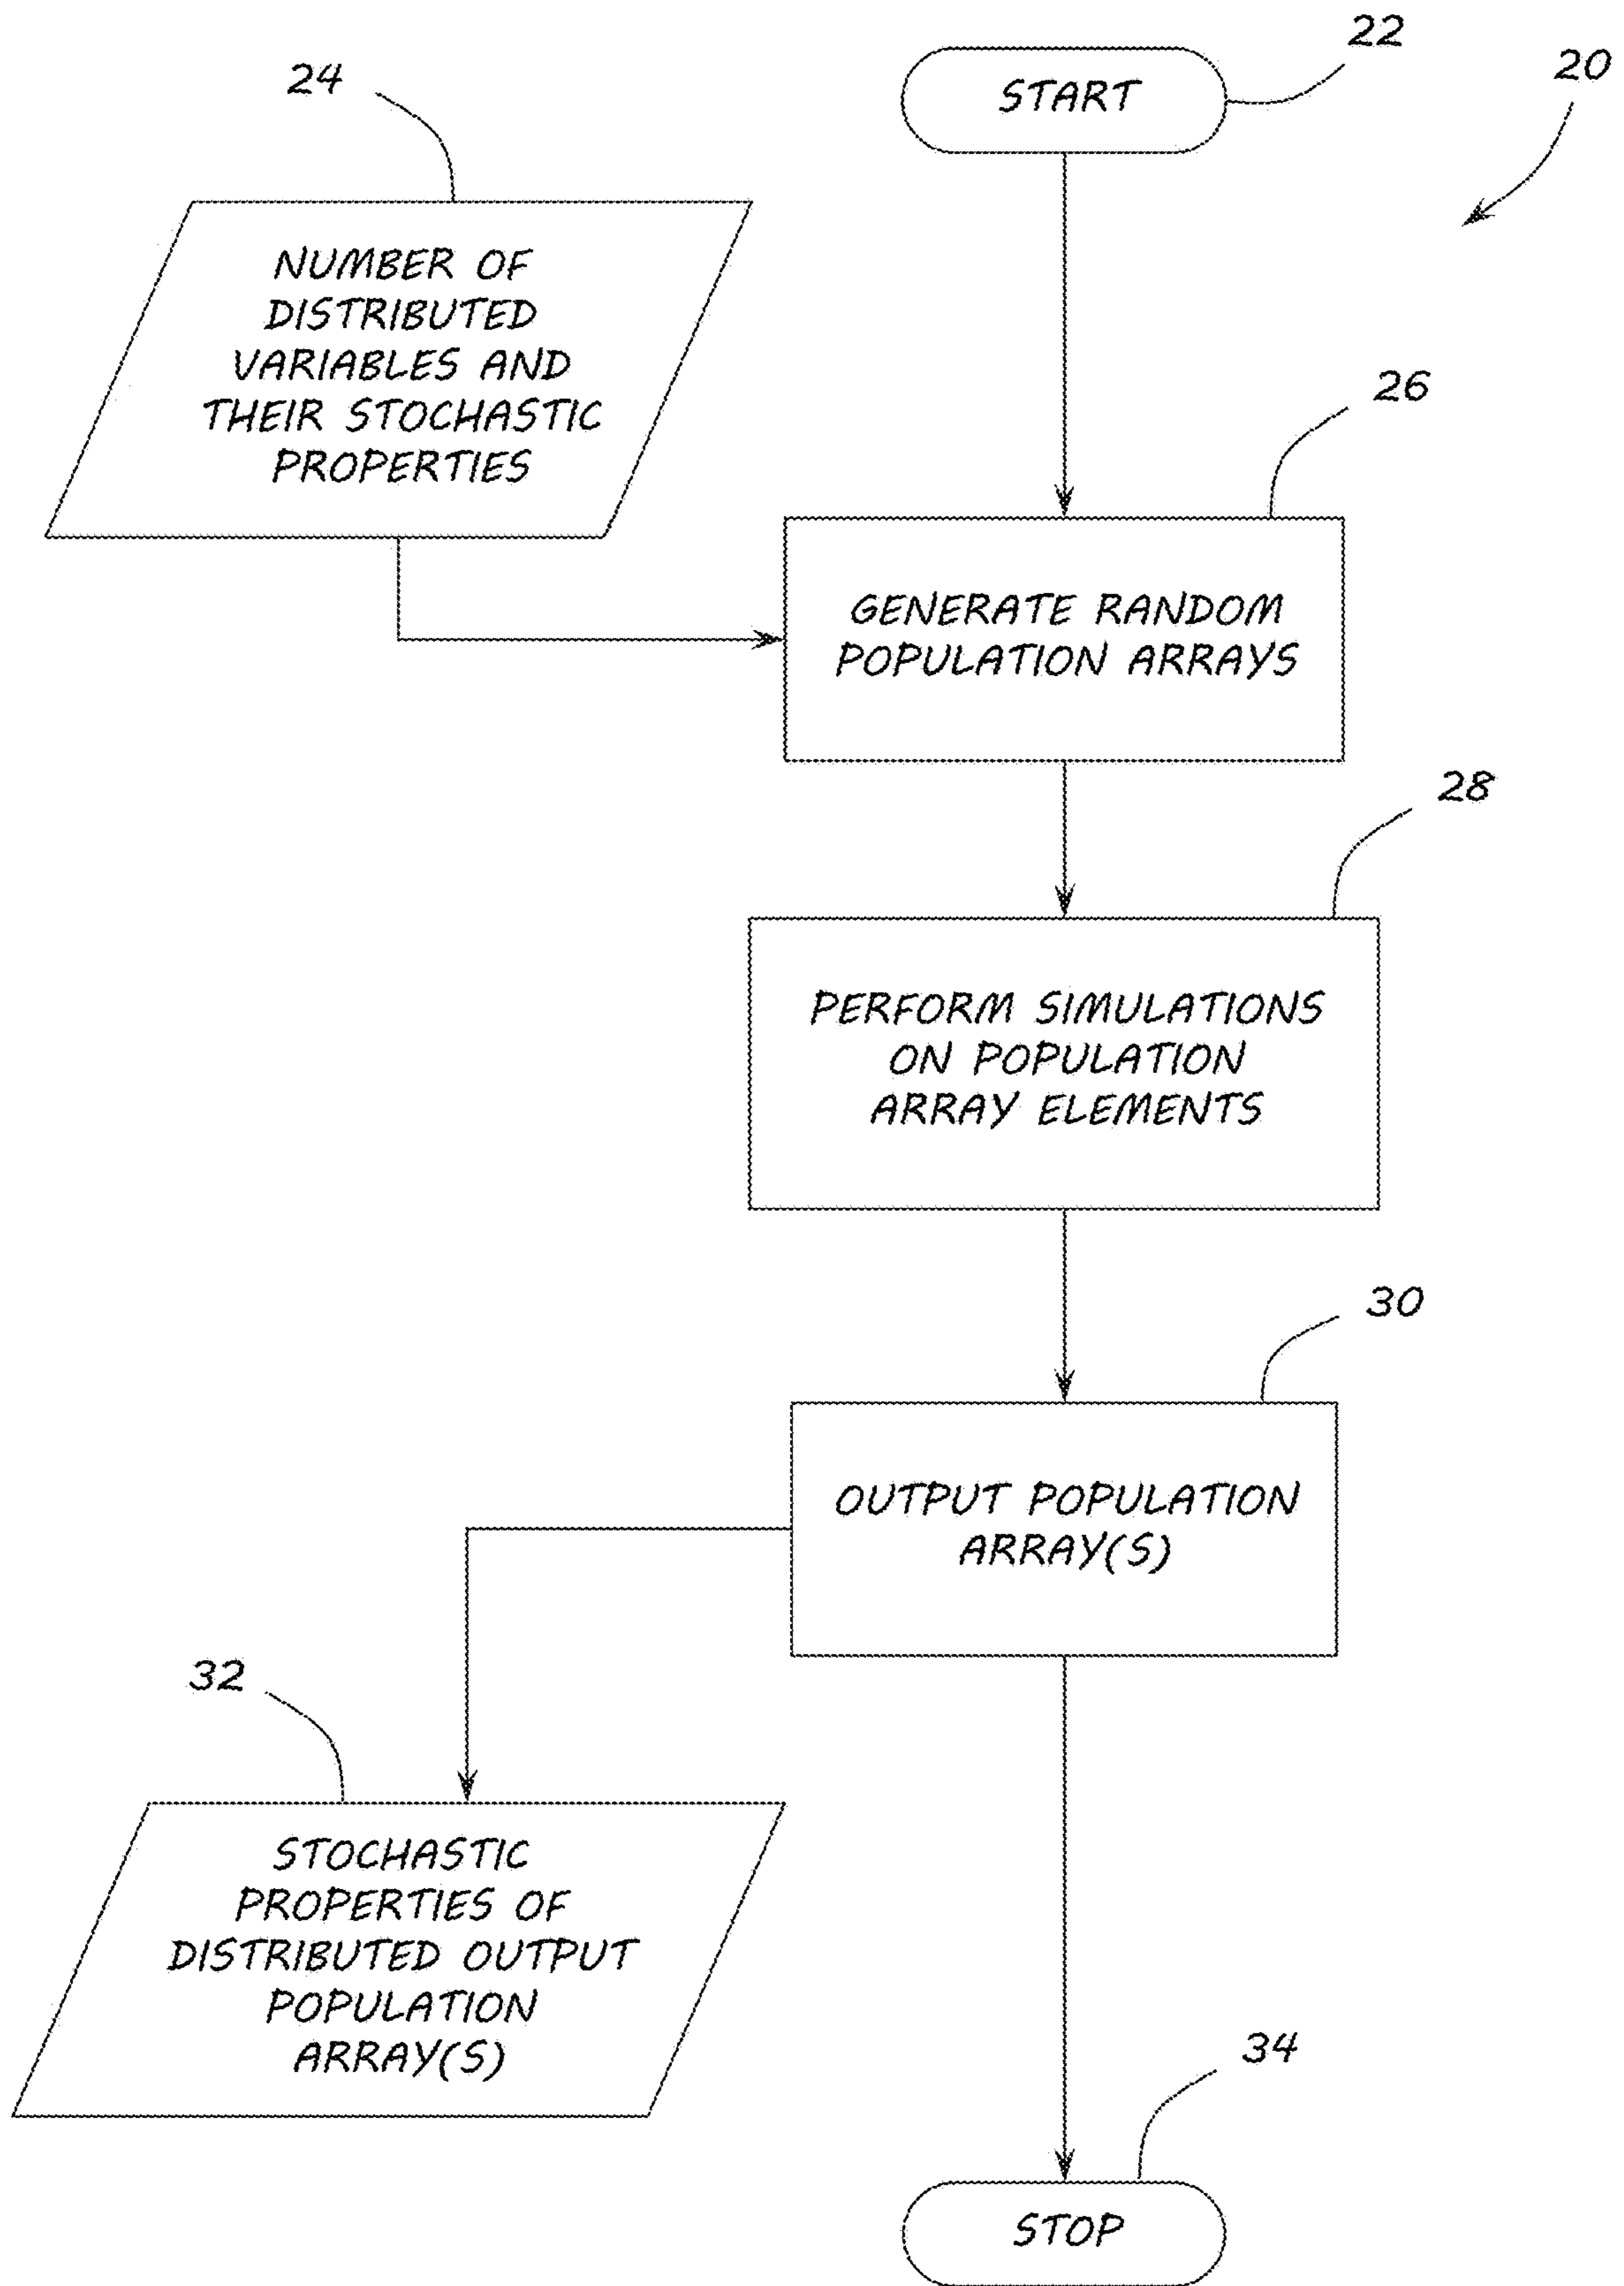 22
START
20
24
NUMBER OF
DISTRIBUTED
VARIABLES AND
THEIR STOCHASTIC
PROPERTIES
26
GENERATE RANDOM
POPULATION ARRAYS
28
PERFORM SIMULATIONS
ON POPULATION
ARRAY ELEMENTS
30
OUTPUT POPULATION
ARRAY(S)
32
STOCHASTIC
PROPERTIES OF
DISTRIBUTED OUTPUT
POPULATION
ARRAY(S)
34
STOP